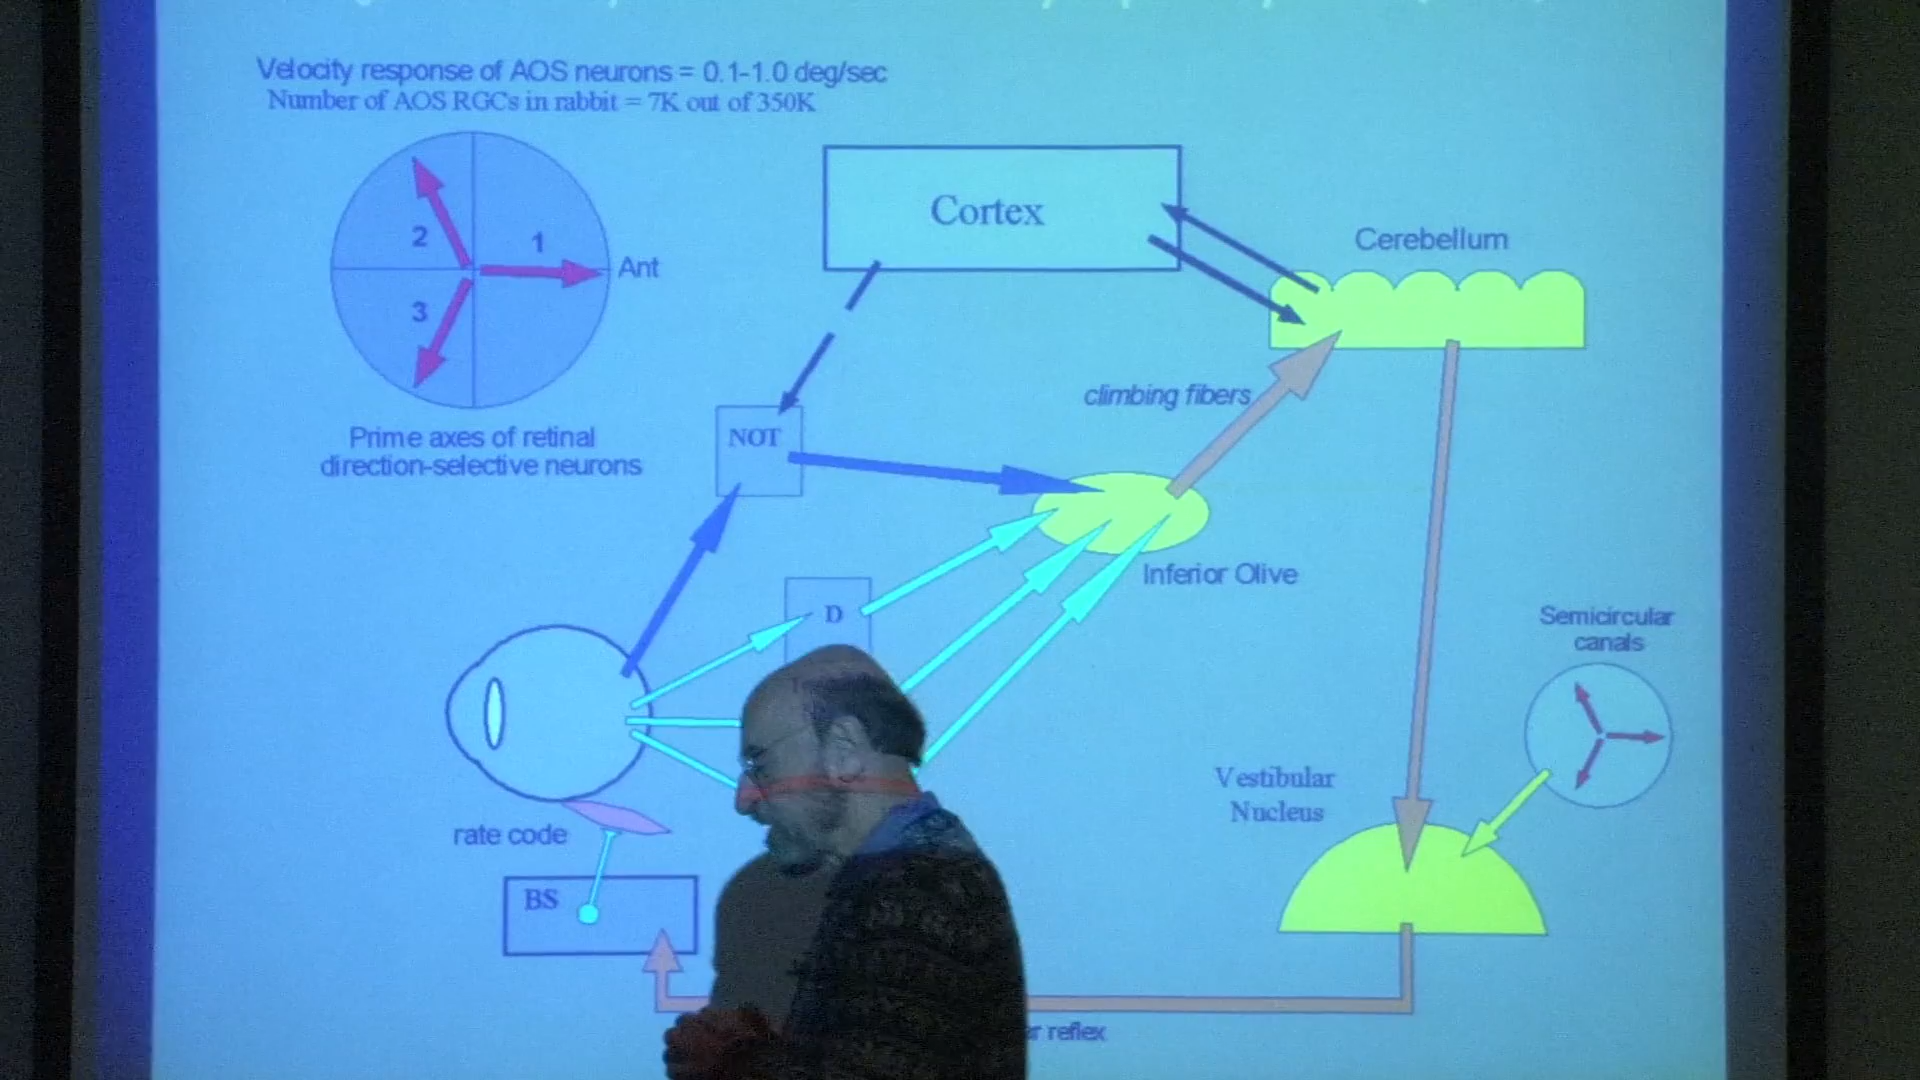 Velocity response of AOS neurons = 0.1-1.0 deg/sec
Number of AOS RGCs in rabbit = 7K out of 350K
2
1
Ant
3
Prime axes of retinal
direction-selective neurons
Cortex
Cerebellum
climbing fibers
NOT
Inferior Olive
D
Semicircular
canals
Vestibular
Nucleus
rate code
BS
reflex